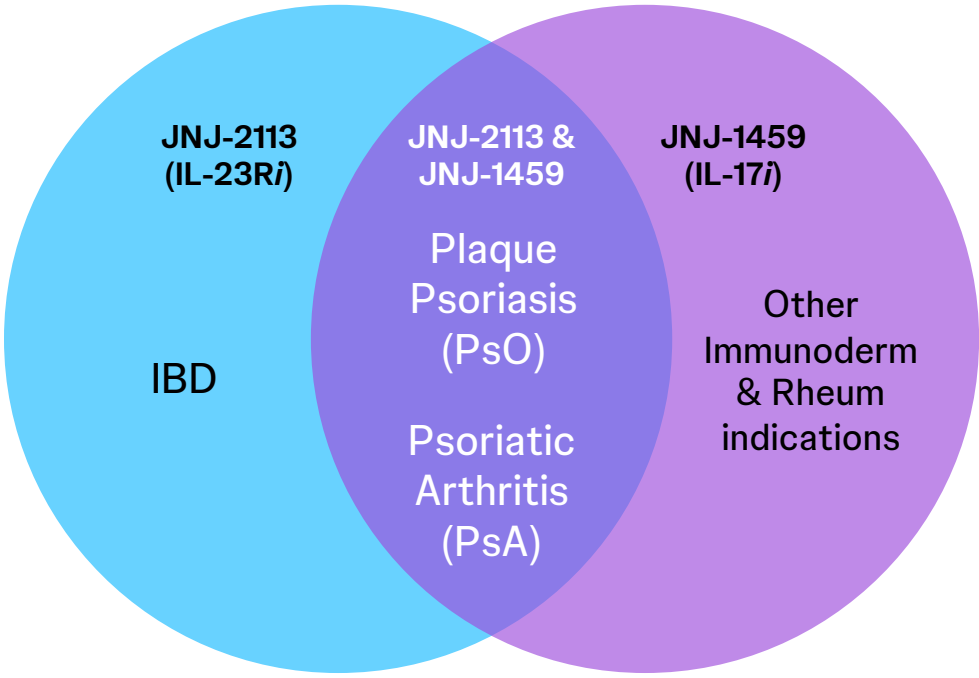 JNJ-2113
(IL-23Ri)
IBD
JNJ-2113 &
JNJ-1459
Plaque
Psoriasis
(PsO)
Psoriatic
Arthritis
(PsA)
JNJ-1459
(IL-17i)
Other
Immunoderm
& Rheum
indications